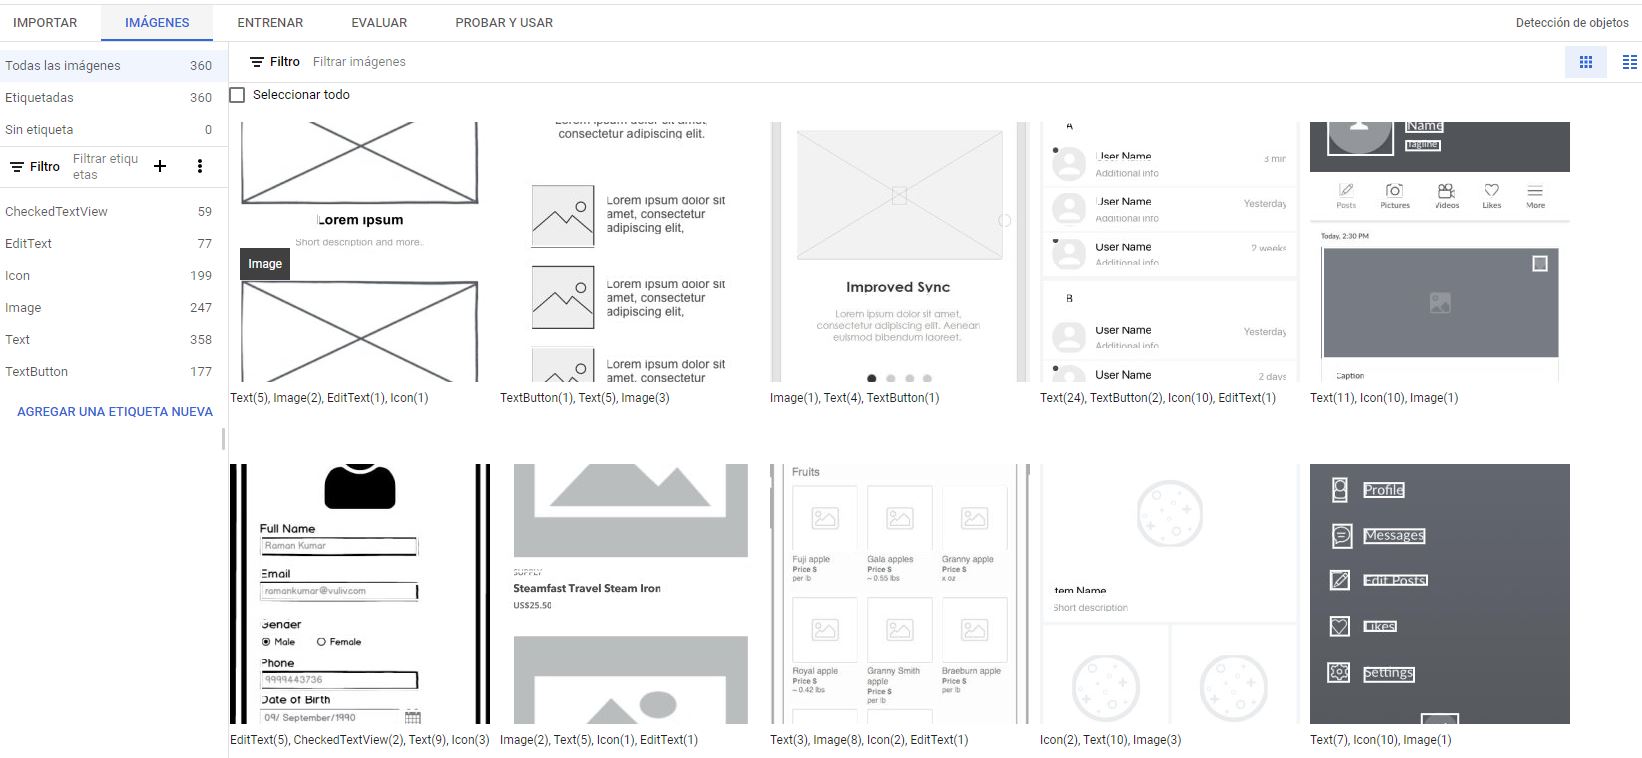 IMPORTAR
IMÁGENES
ENTRENAR
EVALUAR
PROBAR Y USAR
Detección de objetos
Todas las imágenes 360
Etiquetadas 360
Sin etiqueta 0
Filtro
Filtrar etiqu
etas
CheckedTextView 59
EditText 77
Icon 199
Image 247
Text 358
TextButton 177
AGREGAR UNA ETIQUETA NUEVA
Filtro
Filtrar imágenes
Seleccionar todo
Lorem ipsum
Short description and more.
Image
Text(5), Image(2), EditText(1), Icon(1)
Lorem ipsum dolor sit amet,
consectetur adipiscing elit.
Lorem ipsum dolor sit
amet, consectetur
adipiscing elit,
Lorem ipsum dolor sit
amet, consectetur
adipiscing elit,
Lorem ipsum dolor sit
amet, consectetur
TextButton(1), Text(5), Image(3)
Improved Sync
Lorem ipsum dolor sit amet,
consectetur adipiscing elit. Aenean
euismod bibendum laoreet.
Image(1), Text(4), TextButton(1)
A
User Name
3 min
Additional info
User Name
Yesterday
Additional info
User Name
2 weeks
Additional info
B
User Name
Yesterday
Additional info
User Name
2 days
Text(24), TextButton(2), Icon(10), EditText(1)
Name
Tagline
Posts
Pictures
Videos
Likes
More
Today, 2:30 PM
Caption
Text(11), Icon(10), Image(1)
Full Name
Raman Kumar
Email
ramankumar@vuliv.com
Gender
Male
Female
Phone
9999443736
Date of Birth
09/ September/1990
EditText(5), CheckedTextView(2), Text(9), Icon(3)
SUPPLY
Steamfast Travel Steam Iron
US$25.50
Image(2), Text(5), Icon(1), EditText(1)
Fruits
Fuji apple
Price $
per lb
Gala apples
Price $
~ 0.55 lbs
Granny apple
Price $
x oz
Royal apple
Price $
~ 0.42 lbs
Granny Smith
apple
Price $
per lb
Braeburn apple
Price $
per lb
Text(3), Image(8), Icon(2), EditText(1)
Item Name
Short description
Icon(2), Text(10), Image(3)
Profile
Messages
Edit Posts
Likes
Settings
Text(7), Icon(10), Image(1)